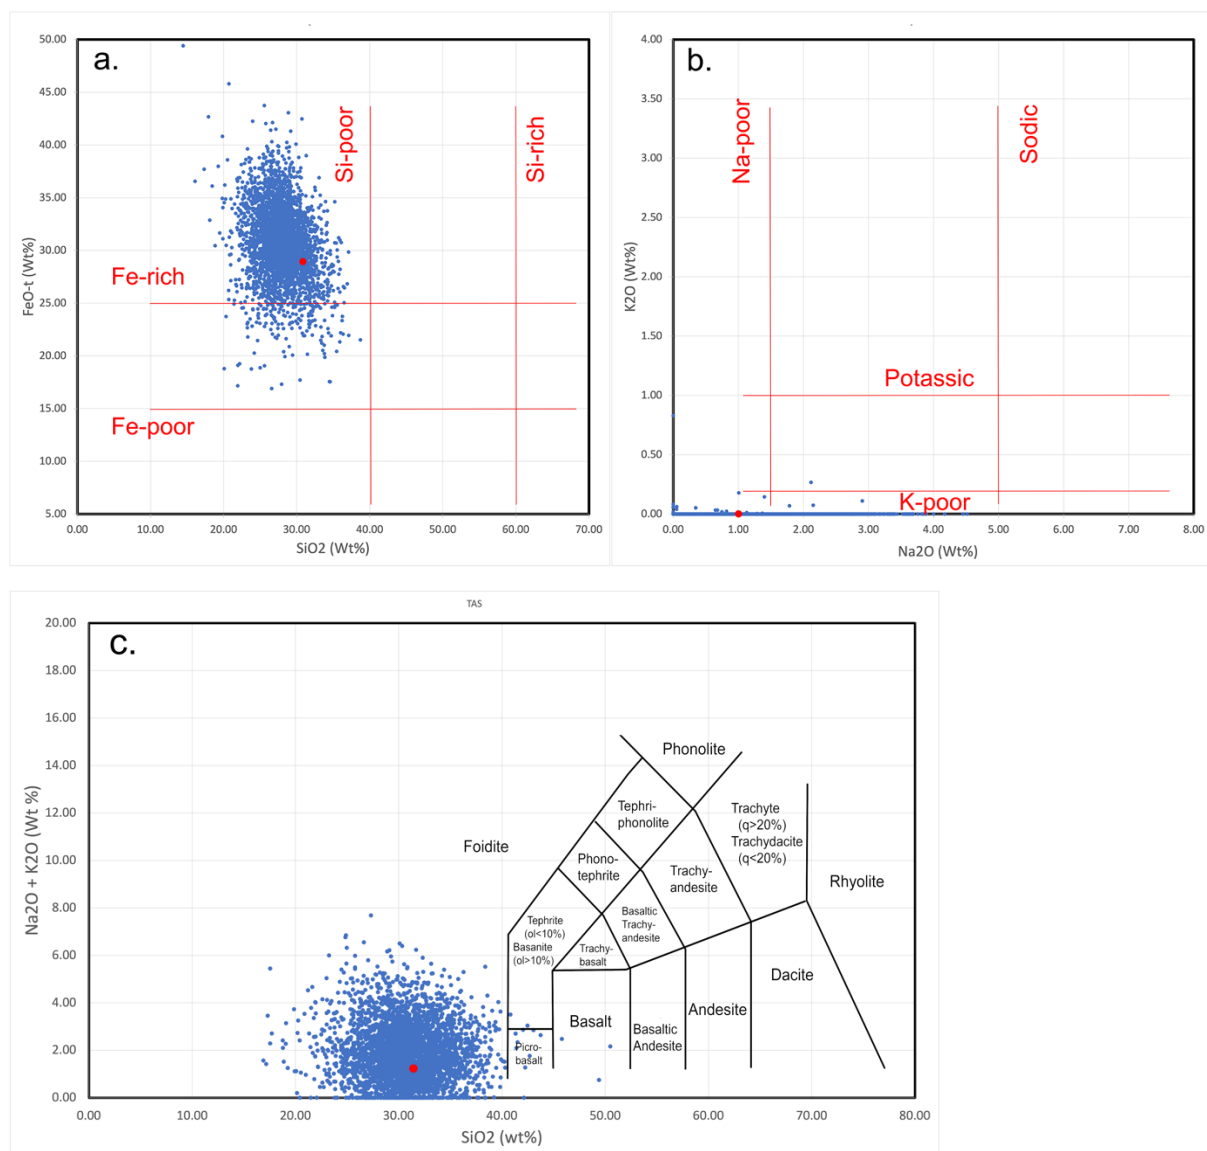 a.
50.00
45.00
40.00
35.00
30.00
25.00
20.00
15.00
10.00
5.00
FeO-t (Wt%)
Si-poor
Si-rich
Fe-rich
Fe-poor
0.00 10.00 20.00 30.00 40.00 50.00 60.00 70.00
SiO2 (Wt%)
b.
4.00
3.50
3.00
2.50
2.00
1.50
1.00
0.50
0.00
K2O (Wt%)
Na-poor
Sodic
Potassic
K-poor
0.00 1.00 2.00 3.00 4.00 5.00 6.00 7.00 8.00
Na2O (Wt%)
TAS
c.
20.00
18.00
16.00
14.00
12.00
10.00
8.00
6.00
4.00
2.00
0.00
Na2O + K2O (Wt %)
Phonolite
Tephri-
phonolite
Trachyte
(q>20%)
Trachydacite
(q<20%)
Foidite
Phono-
tephrite
Trachy-
andesite
Rhyolite
Tephrite
(ol<10%)
Basanite
(ol>10%)
Basaltic
Trachy-
andesite
Trachy-
basalt
Dacite
Andesite
Basalt
Basaltic
Andesite
Picro-
basalt
0.00 10.00 20.00 30.00 40.00 50.00 60.00 70.00 80.00
SiO2 (wt%)